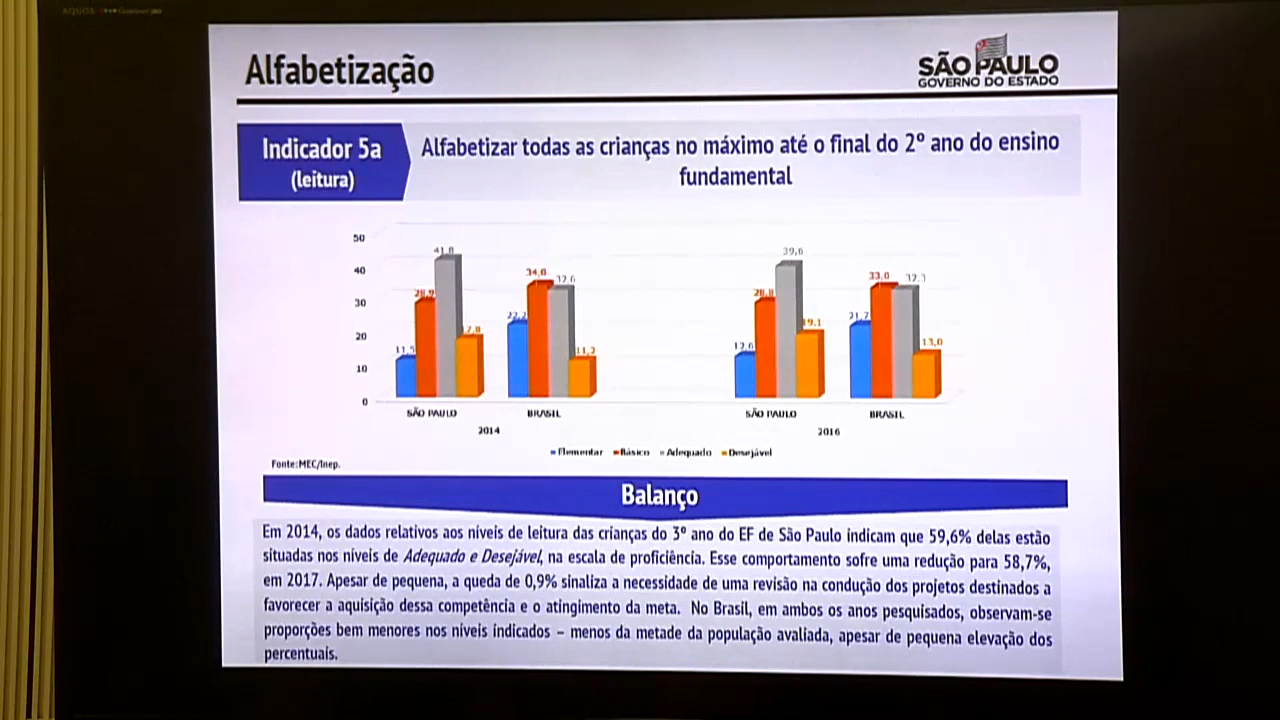 AQUOS
Alfabetização
SÃO PAULO
GOVERNO DO ESTADO
Indicador 5a
(leitura)
Alfabetizar todas as crianças no máximo até o final do 2º ano do ensino
fundamental
50
40
30
20
10
0
11,5
28,9
41,8
17,8
22,2
34,0
32,6
11,2
12,6
28,8
39,6
19,1
21,7
33,0
32,3
13,0
SÃO PAULO
BRASIL
SÃO PAULO
BRASIL
2014
2016
Elementar Básico Adequado Desejável
Fonte:MEC/Inep.
Balanço
Em 2014, os dados relativos aos níveis de leitura das crianças do 3º ano do EF de São Paulo indicam que 59,6% delas estão
situadas nos níveis de Adequado e Desejável, na escala de proficiência. Esse comportamento sofre uma redução para 58,7%,
em 2017. Apesar de pequena, a queda de 0,9% sinaliza a necessidade de uma revisão na condução dos projetos destinados a
favorecer a aquisição dessa competência e o atingimento da meta. No Brasil, em ambos os anos pesquisados, observam-se
proporções bem menores nos níveis indicados – menos da metade da população avaliada, apesar de pequena elevação dos
percentuais.